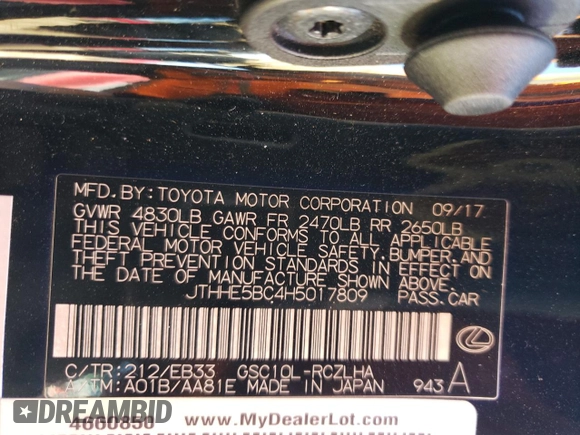 MFD. BY: TOYOTA MOTOR CORPORATION 09/17
GVWR 4830LB GAWR FR 2470LB RR 2650LB
THIS VEHICLE CONFORMS TO ALL APPLICABLE
FEDERAL MOTOR VEHICLE SAFETY, BUMPER, AND
THEFT PREVENTION STANDARDS IN EFFECT ON
THE DATE OF MANUFACTURE SHOWN ABOVE.
JTHHE5BC4H5017809 PASS. CAR
C/TR: 212/EB33 GSC10L-RCZLHA
A/TM: A01B/AA81E MADE IN JAPAN 943 A
DREAMBID
4660850 www.MyDealerLot.com